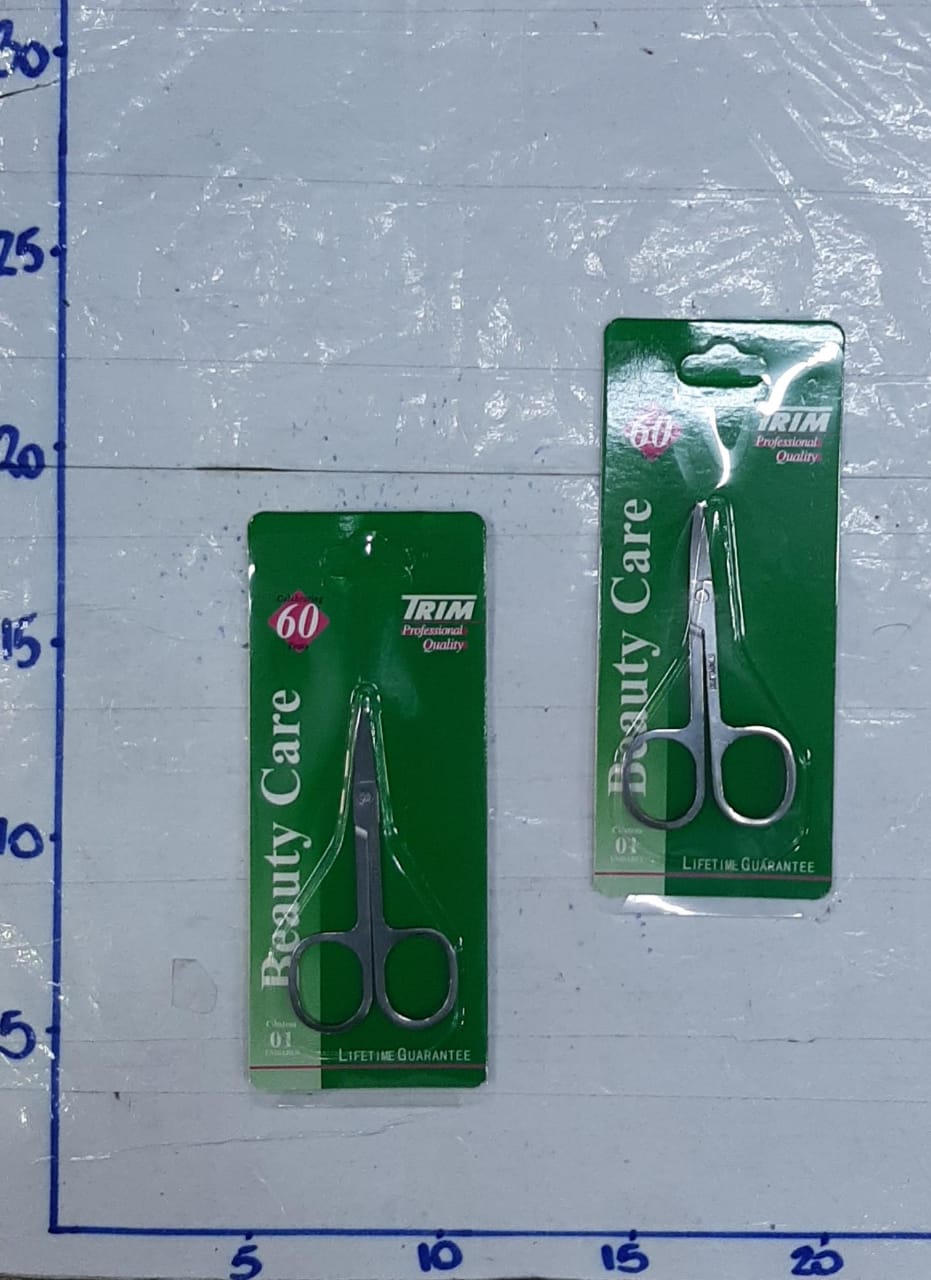 30
25
20
15
10
5
5
10
15
20
60
TRIM
Professional
Quality
Beauty Care
01
LIFETIME GUARANTEE
Celebrating
60
Years
TRIM
Professional
Quality
Beauty Care
01
LIFETIME GUARANTEE